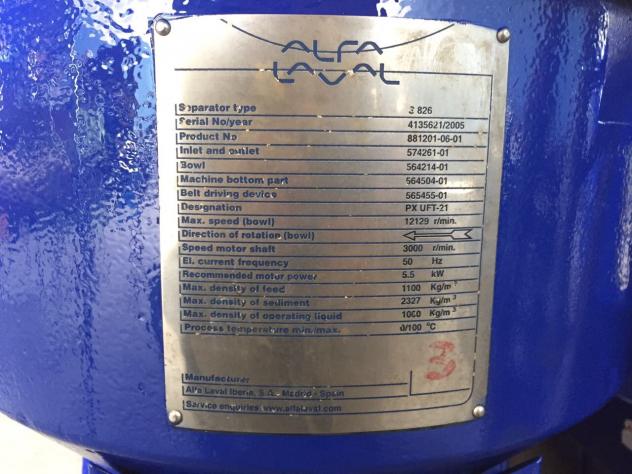 ALFA
LAVAL
Separator type S 826
Serial No/year 4135621/2005
Product No 881201-06-01
Inlet and outlet 574261-01
Bowl 564214-01
Machine bottom part 564504-01
Belt driving device 565455-01
Designation PX UFT-21
Max. speed (bowl) 12129 r/min.
Direction of rotation (bowl)
Speed motor shaft 3000 r/min.
El. current frequency 50 Hz
Recommended motor power 5.5 kW
Max. density of feed 1100 Kg/m³
Max. density of sediment 2327 Kg/m³
Max. density of operating liquid 1000 Kg/m³
Process temperature min./max. 0/100 °C
3
Manufacturer
Alfa Laval Iberia, S.A., Madrid - Spain
Service enquiries www.alfalaval.com